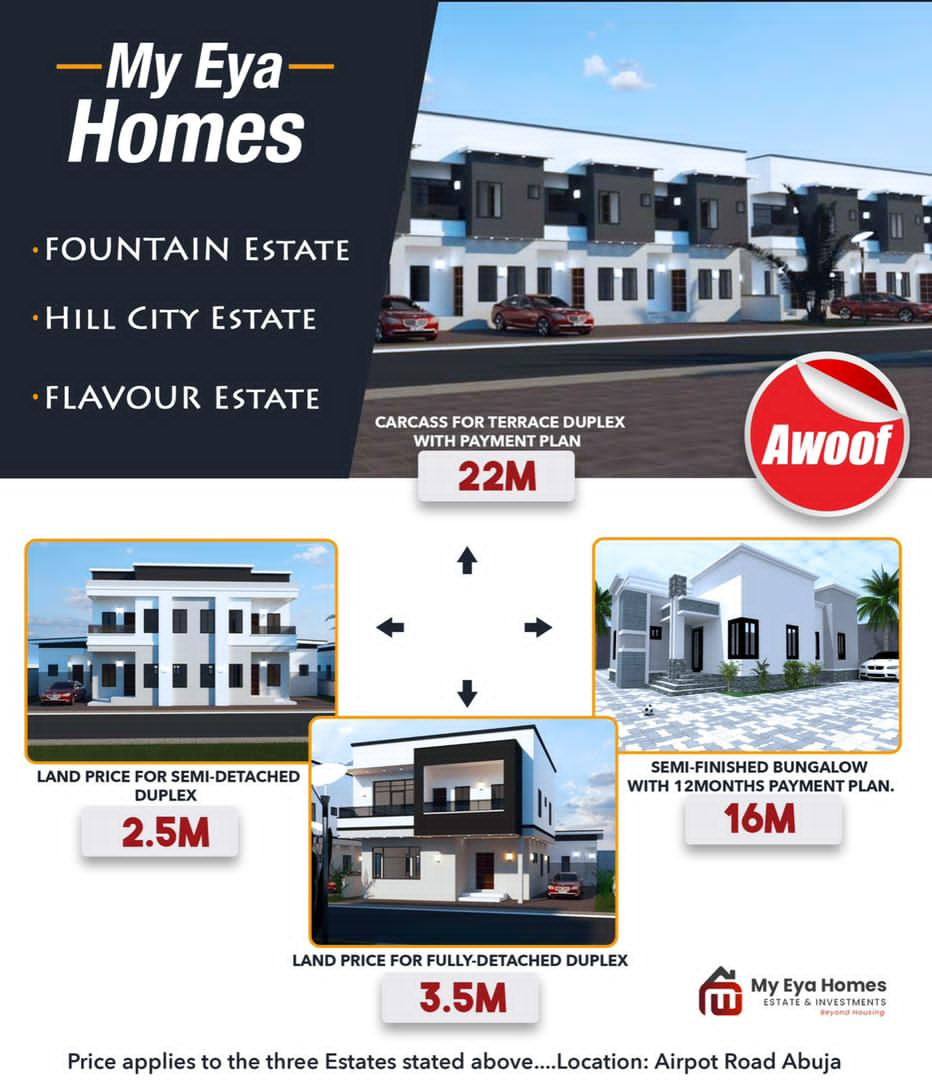 My Eya
Homes
• FOUNTAIN ESTATE
• HILL CITY ESTATE
• FLAVOUR ESTATE
CARCASS FOR TERRACE DUPLEX
WITH PAYMENT PLAN
22M
Awoof
LAND PRICE FOR SEMI-DETACHED
DUPLEX
2.5M
SEMI-FINISHED BUNGALOW
WITH 12MONTHS PAYMENT PLAN.
16M
LAND PRICE FOR FULLY-DETACHED DUPLEX
3.5M
My Eya Homes
ESTATE & INVESTMENTS
Beyond Housing
Price applies to the three Estates stated above....Location: Airpot Road Abuja